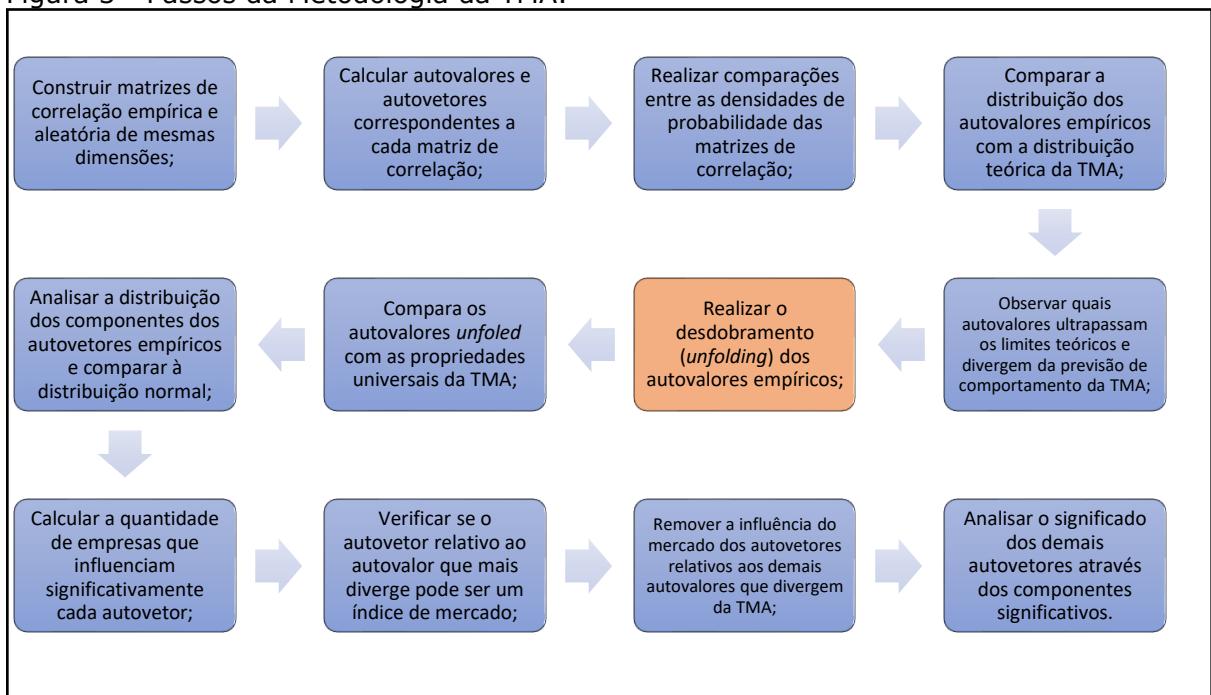 Figura - Passos da Metodologia da TMA.
Construir matrizes de
correlação empírica e
aleatória de mesmas
dimensões;
Calcular autovalores e
autovetores
correspondentes a
cada matriz de
correlação;
Realizar comparações
entre as densidades de
probabilidade das
matrizes de
correlação;
Comparar a
distribuição dos
autovalores empíricos
com a distribuição
teórica da TMA;
Observar quais
autovalores ultrapassam
os limites teóricos e
divergem da previsão de
comportamento da TMA;
Realizar o
desdobramento
(unfolding) dos
autovalores empíricos;
Compara os
autovalores unfoled
com as propriedades
universais da TMA;
Analisar a distribuição
dos componentes dos
autovetores empíricos
e comparar à
distribuição normal;
Calcular a quantidade
de empresas que
influenciam
significativamente
cada autovetor;
Verificar se o
autovetor relativo ao
autovalor que mais
diverge pode ser um
índice de mercado;
Remover a influência do
mercado dos autovetores
relativos aos demais
autovalores que divergem
da TMA;
Analisar o significado
dos demais
autovetores através
dos componentes
significativos.